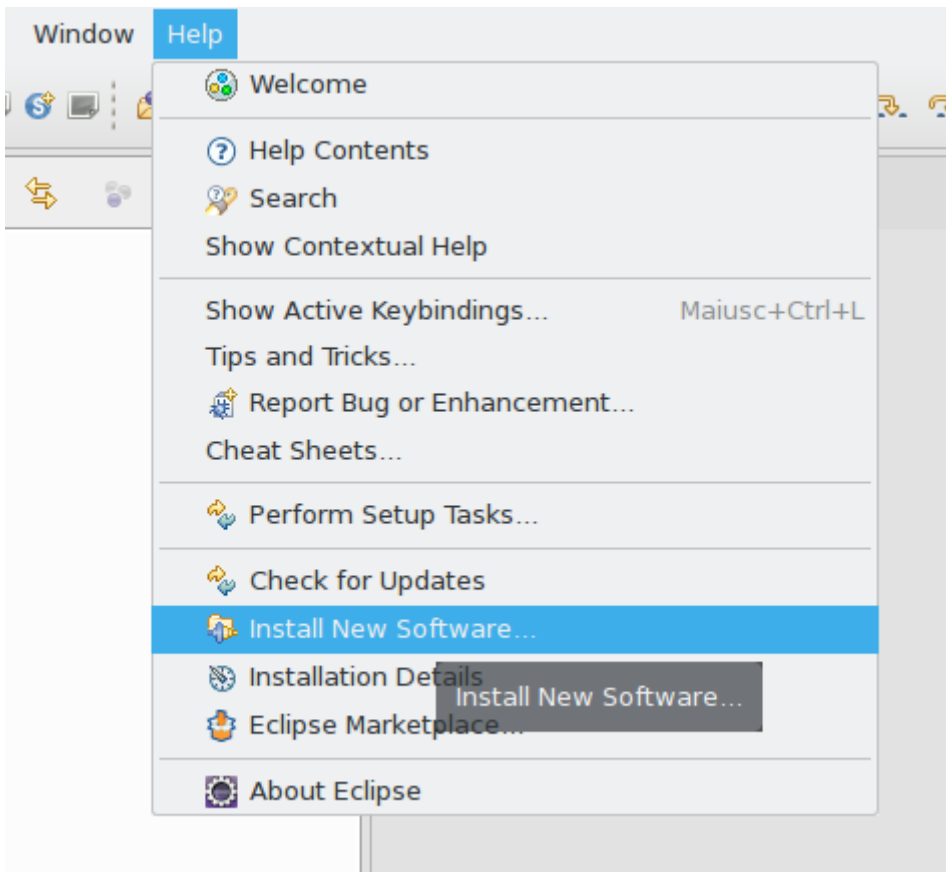 Window Help
Welcome
Help Contents
Search
Show Contextual Help
Show Active Keybindings... Maiusc+Ctrl+L
Tips and Tricks...
Report Bug or Enhancement...
Cheat Sheets...
Perform Setup Tasks...
Check for Updates
Install New Software...
Installation Details
Install New Software...
Eclipse Marketplace...
About Eclipse